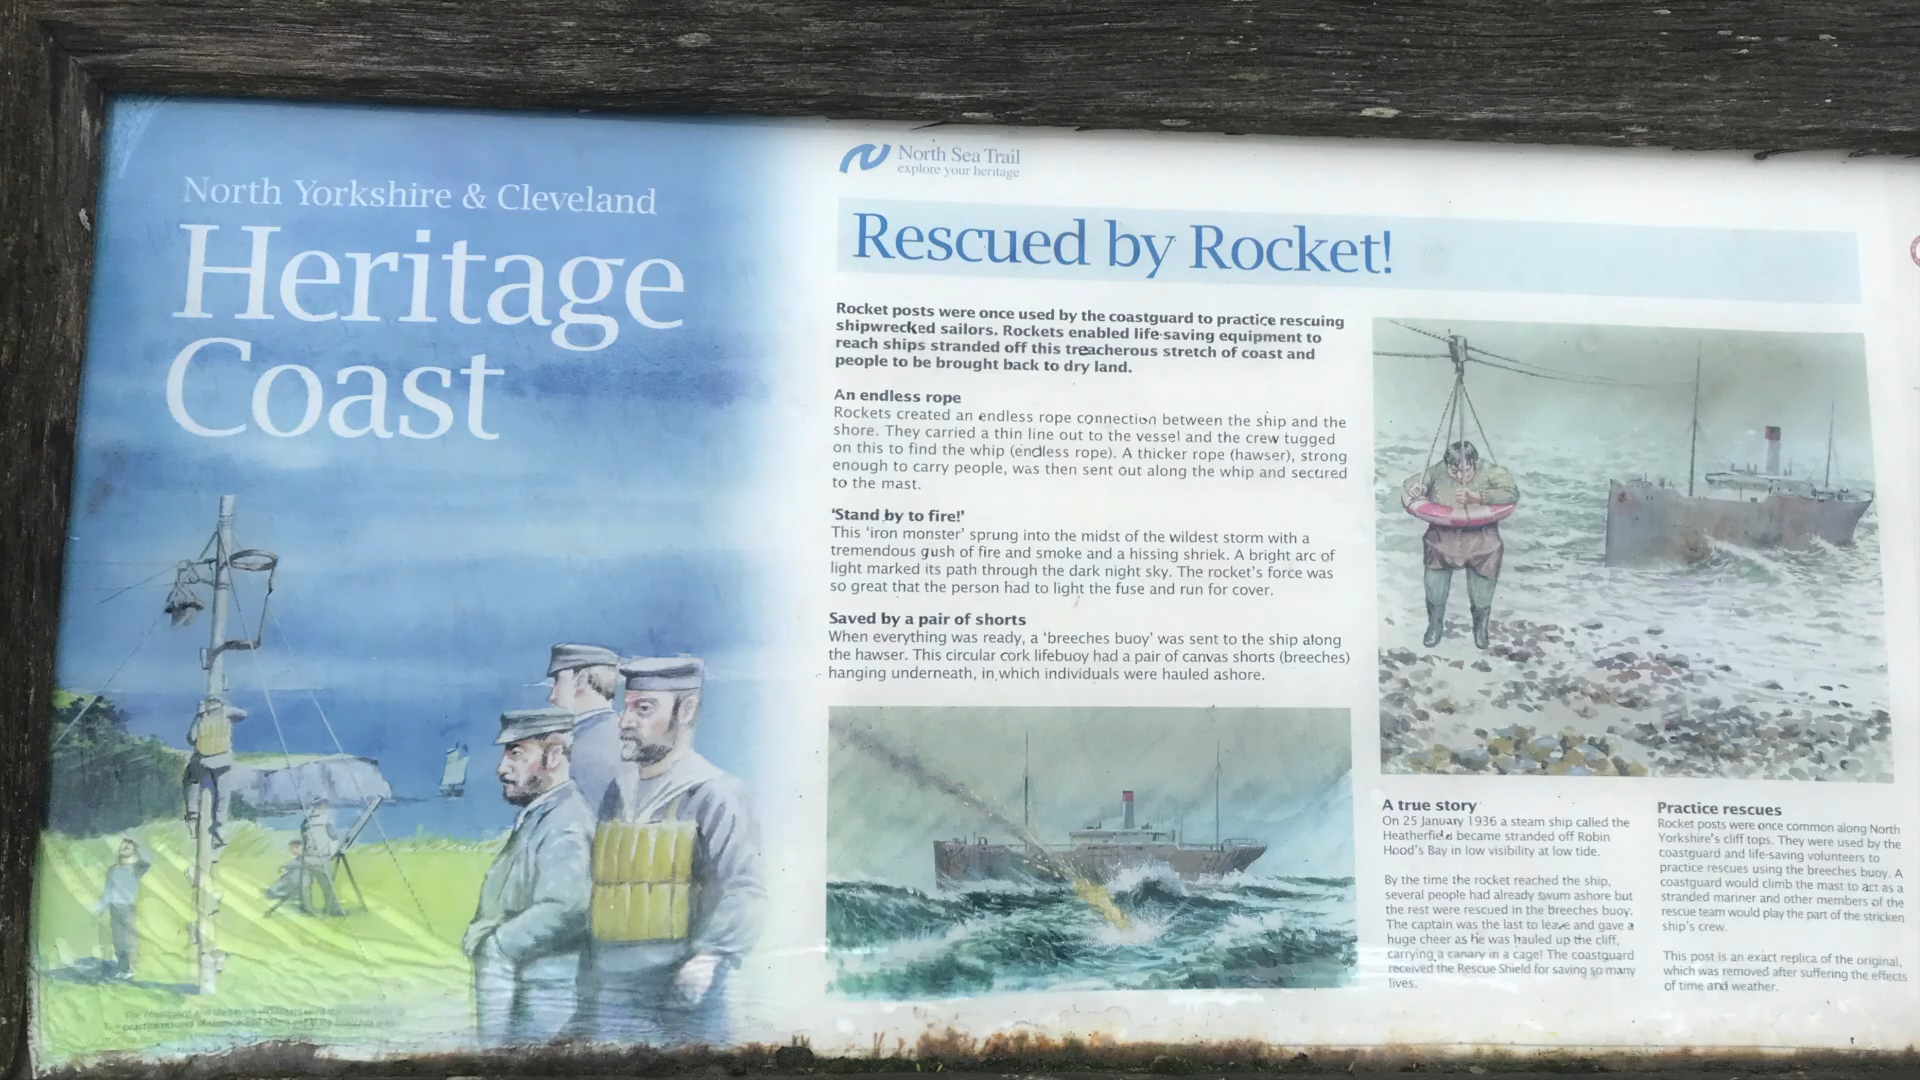 North Yorkshire & Cleveland
Heritage
Coast
North Sea Trail
explore your heritage
Rescued by Rocket!
Rocket posts were once used by the coastguard to practice rescuing
shipwrecked sailors. Rockets enabled life-saving equipment to
reach ships stranded off this treacherous stretch of coast and
people to be brought back to dry land.
An endless rope
Rockets created an endless rope connection between the ship and the
shore. They carried a thin line out to the vessel and the crew tugged
on this to find the whip (endless rope). A thicker rope (hawser), strong
enough to carry people, was then sent out along the whip and secured
to the mast.
'Stand by to fire!'
This 'iron monster' sprung into the midst of the wildest storm with a
tremendous gush of fire and smoke and a hissing shriek. A bright arc of
light marked its path through the dark night sky. The rocket's force was
so great that the person had to light the fuse and run for cover.
Saved by a pair of shorts
When everything was ready, a 'breeches buoy' was sent to the ship along
the hawser. This circular cork lifebuoy had a pair of canvas shorts (breeches)
hanging underneath, in which individuals were hauled ashore.
A true story
On 25 January 1936 a steam ship called the
Heatherfield became stranded off Robin
Hood's Bay in low visibility at low tide.
By the time the rocket reached the ship,
several people had already swum ashore but
the rest were rescued in the breeches buoy.
The captain was the last to leave and gave a
huge cheer as he was hauled up the cliff,
carrying a canary in a cage! The coastguard
received the Rescue Shield for saving so many
lives.
Practice rescues
Rocket posts were once common along North
Yorkshire's cliff tops. They were used by the
coastguard and life-saving volunteers to
practice rescues using the breeches buoy. A
coastguard would climb the mast to act as a
stranded mariner and other members of the
rescue team would play the part of the stricken
ship's crew.
This post is an exact replica of the original,
which was removed after suffering the effects
of time and weather.